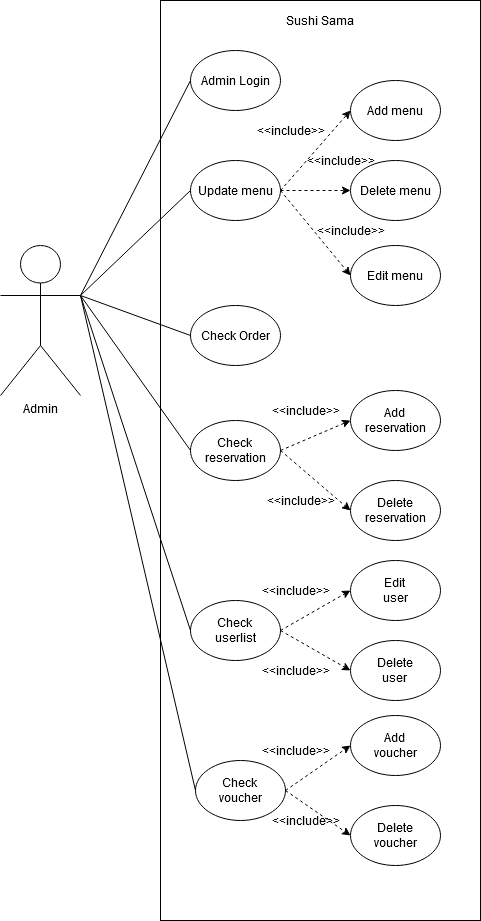 Sushi Sama
Admin Login
Add menu
<<include>>
<<include>>
Update menu
Delete menu
<<include>>
Edit menu
Check Order
Admin
<<include>>
Add
reservation
Check
reservation
<<include>>
Delete
reservation
<<include>>
Edit
user
Check
userlist
<<include>>
Delete
user
<<include>>
Add
voucher
Check
voucher
<<include>>
Delete
voucher